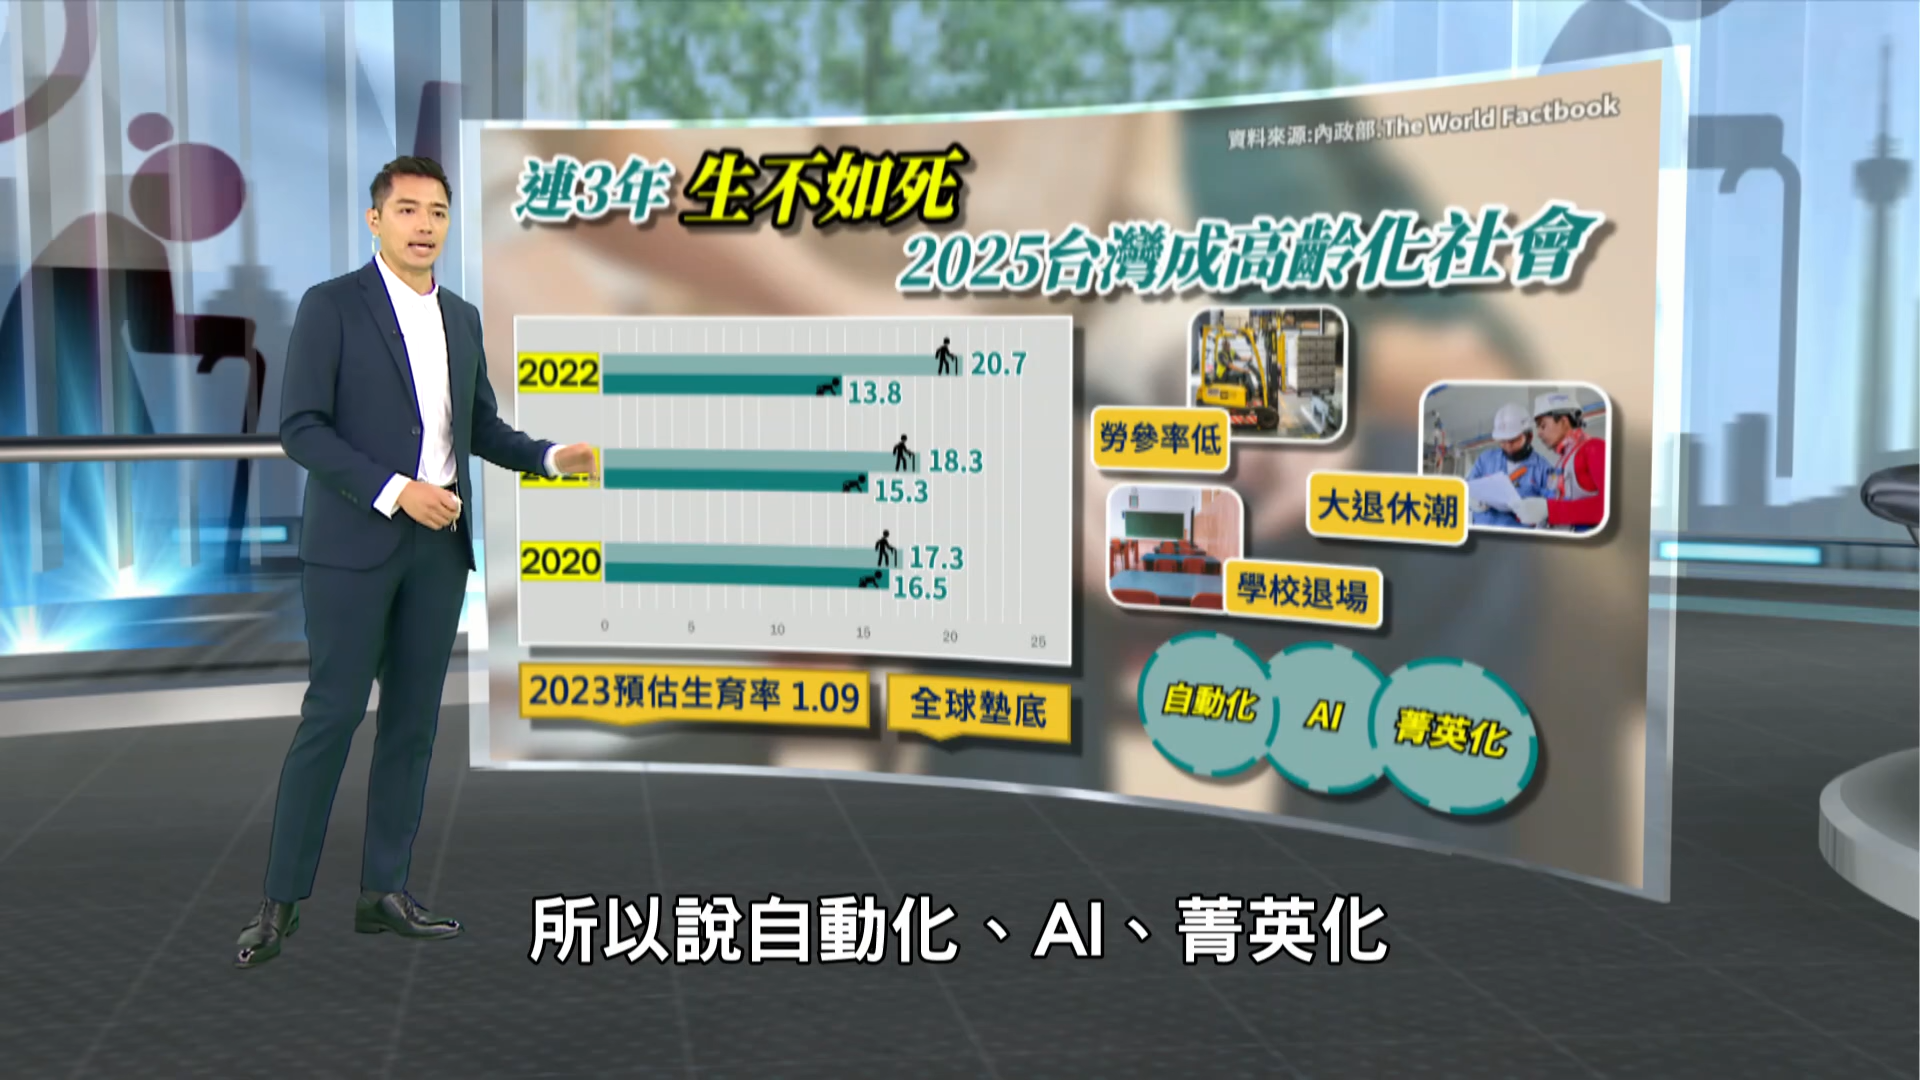 資料來源:內政部.The World Factbook
連3年 生不如死
2025台灣成高齡化社會
2022
20.7
13.8
18.3
15.3
2020
17.3
16.5
0 5 10 15 20 25
2023預估生育率 1.09
全球墊底
勞參率低
大退休潮
學校退場
自動化
AI
菁英化
所以說自動化、AI、菁英化